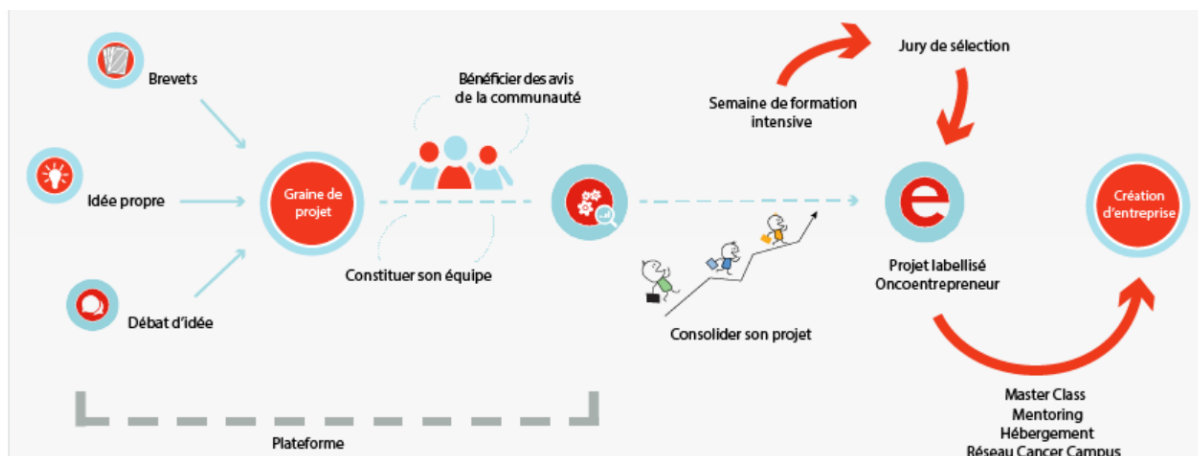 Brevets
Idée propre
Débat d'idée
Graine de
projet
Bénéficier des avis
de la communauté
Constituer son équipe
Plateforme
Consolider son projet
Semaine de formation
intensive
Jury de sélection
e
Projet labellisé
Oncoentrepreneur
Création
d'entreprise
Master Class
Mentoring
Hébergement
Réseau Cancer Campus